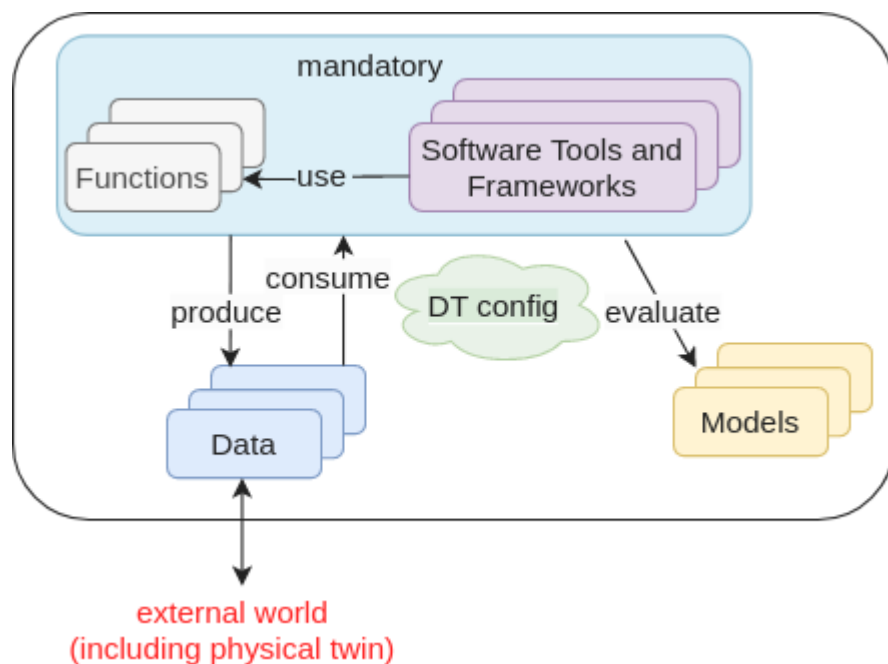 mandatory
Functions
use
Software Tools and
Frameworks
produce
consume
DT config
evaluate
Data
Models
external world
(including physical twin)